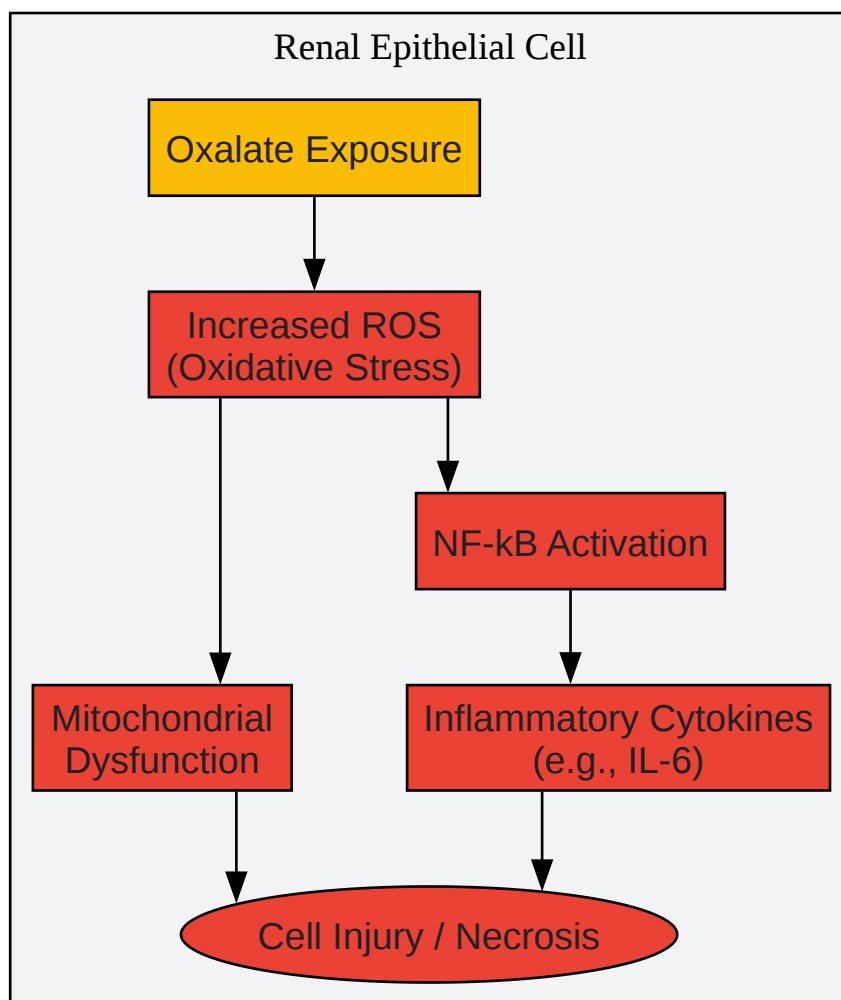 Renal Epithelial Cell
Oxalate Exposure
Increased ROS
(Oxidative Stress)
NF-kB Activation
Mitochondrial
Dysfunction
Inflammatory Cytokines
(e.g., IL-6)
Cell Injury / Necrosis